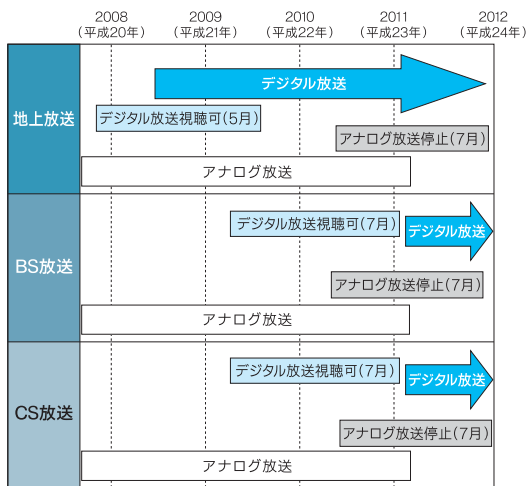 2008 2009 2010 2011 2012
(平成20年) (平成21年) (平成22年) (平成23年) (平成24年)
地上放送
デジタル放送
デジタル放送視聴可(5月)
アナログ放送停止(7月)
アナログ放送
BS放送
デジタル放送視聴可(7月)
デジタル放送
アナログ放送停止(7月)
アナログ放送
CS放送
デジタル放送視聴可(7月)
デジタル放送
アナログ放送停止(7月)
アナログ放送